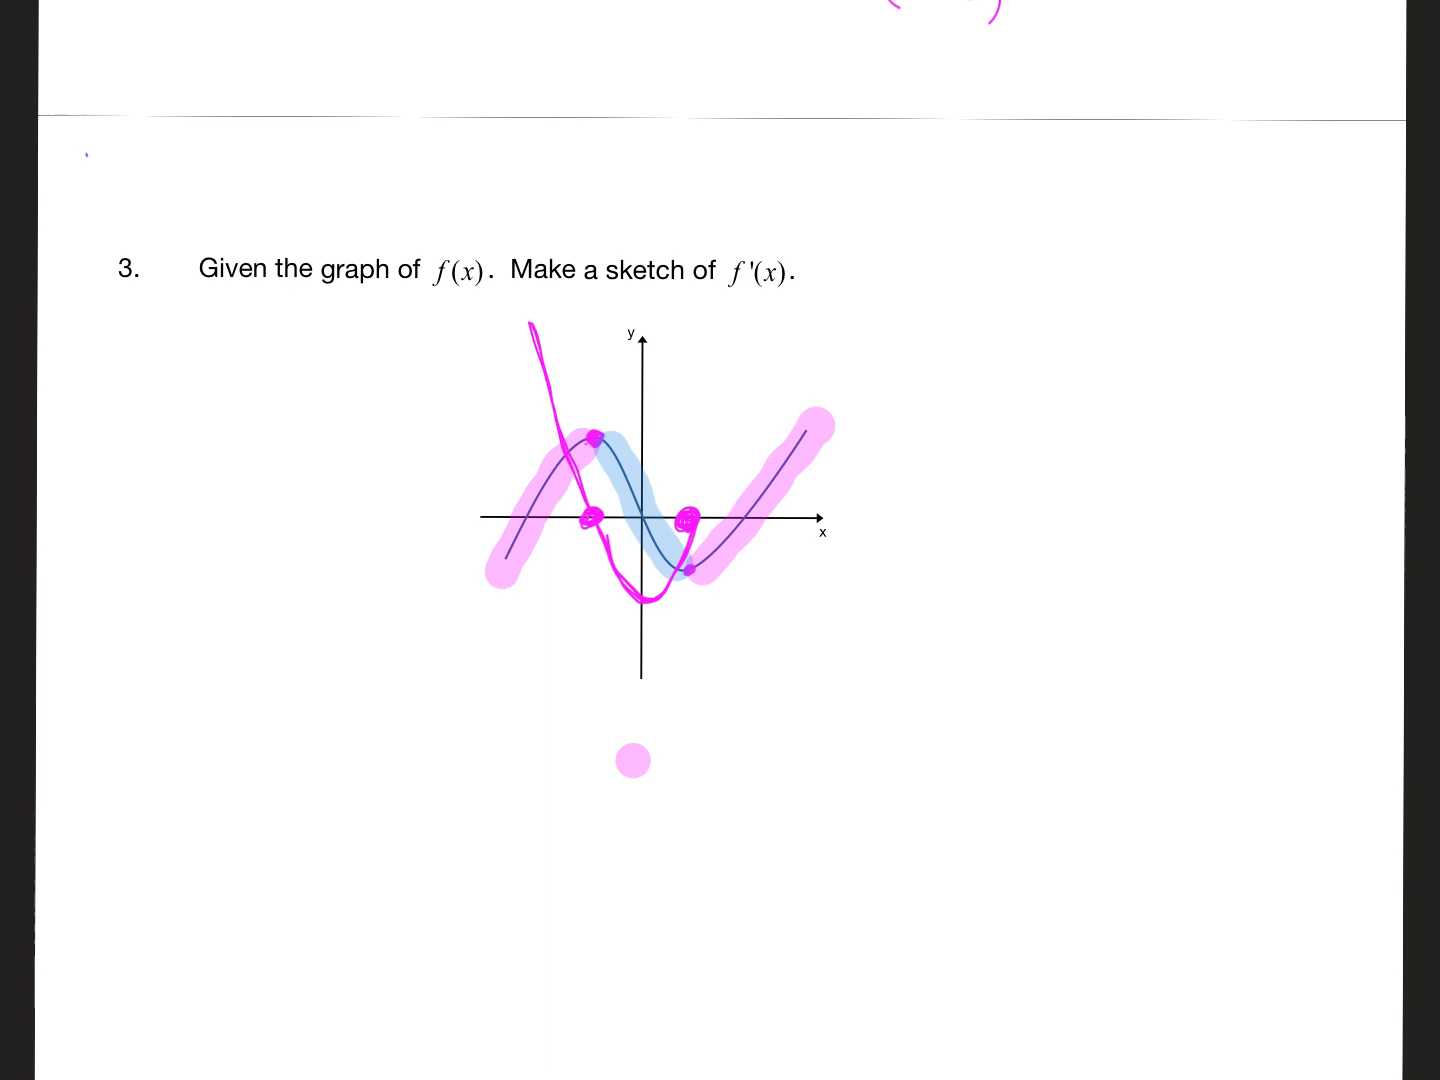 3. Given the graph of f(x). Make a sketch of f'(x).
y
x